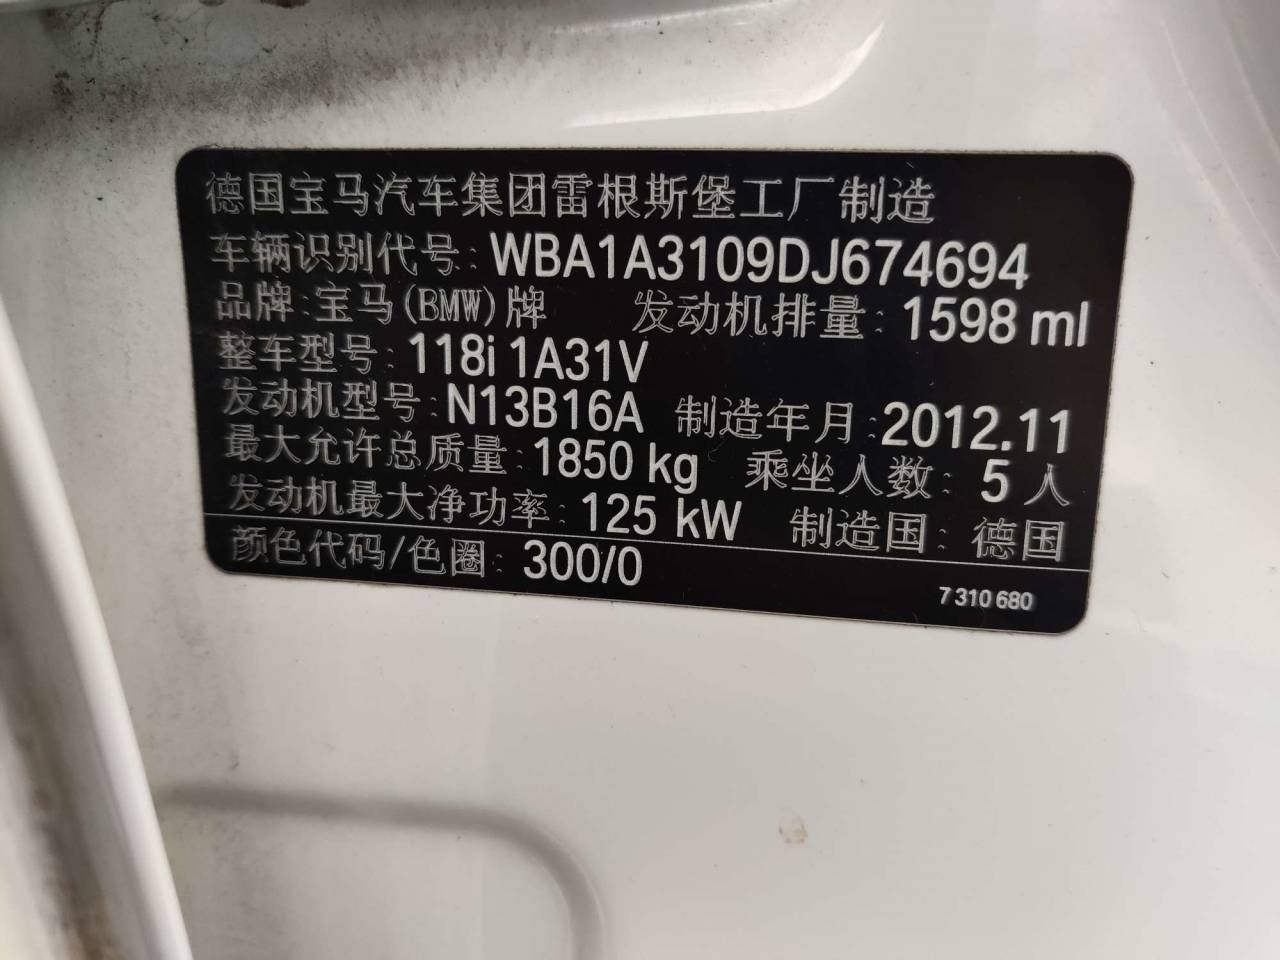 德国宝马汽车集团雷根斯堡工厂制造
车辆识别代号: WBA1A3109DJ674694
品牌:宝马(BMW)牌 发动机排量: 1598 ml
整车型号: 118i 1A31V
发动机型号: N13B16A 制造年月:2012.11
最大允许总质量: 1850 kg 乘坐人数: 5 人
发动机最大净功率: 125 kW 制造国: 德国
颜色代码/色圈: 300/0
7 310 680